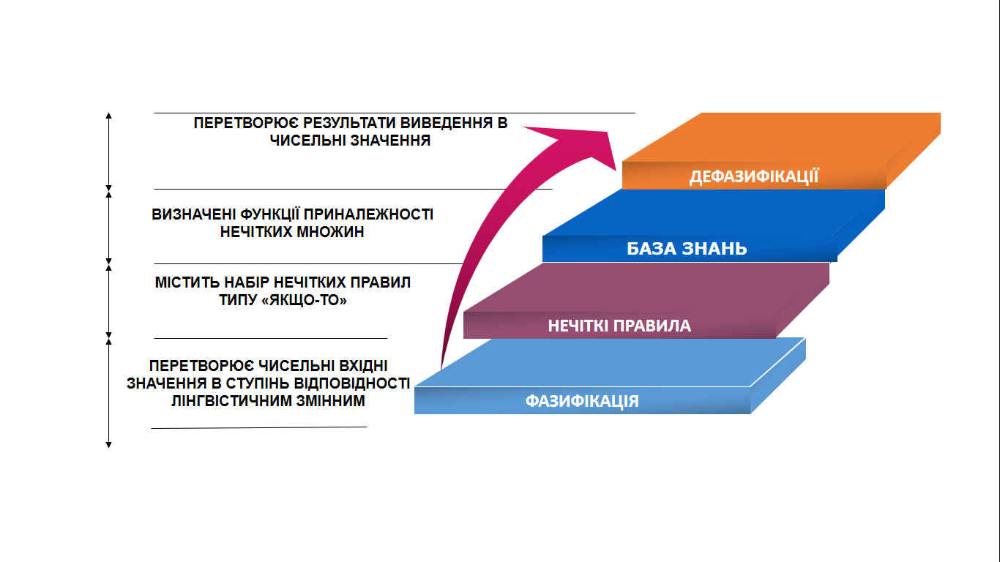 ПЕРЕТВОРЮЄ РЕЗУЛЬТАТИ ВИВЕДЕННЯ В
ЧИСЕЛЬНІ ЗНАЧЕННЯ
ДЕФАЗИФІКАЦІЇ
ВИЗНАЧЕНІ ФУНКЦІЇ ПРИНАЛЕЖНОСТІ
НЕЧІТКИХ МНОЖИН
БАЗА ЗНАНЬ
МІСТИТЬ НАБІР НЕЧІТКИХ ПРАВИЛ
ТИПУ «ЯКЩО-ТО»
НЕЧІТКІ ПРАВИЛА
ПЕРЕТВОРЮЄ ЧИСЕЛЬНІ ВХІДНІ
ЗНАЧЕННЯ В СТУПІНЬ ВІДПОВІДНОСТІ
ЛІНГВІСТИЧНИМ ЗМІННИМ
ФАЗИФІКАЦІЯ